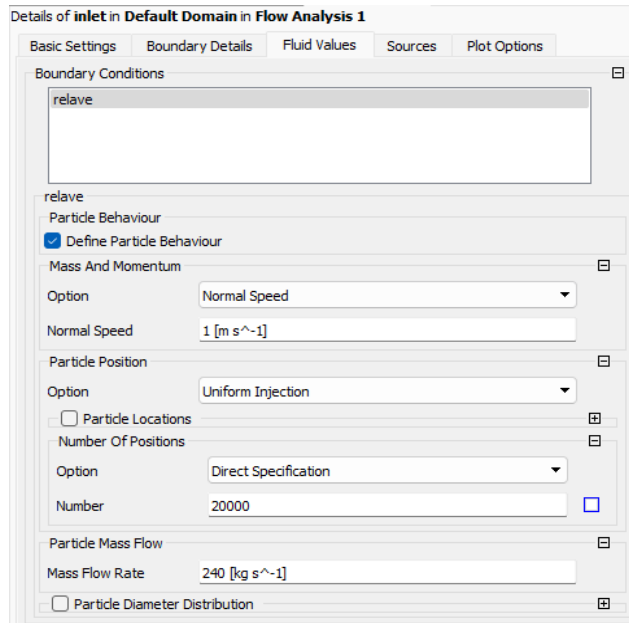 Details of inlet in Default Domain in Flow Analysis 1
Basic Settings Boundary Details Fluid Values Sources Plot Options
Boundary Conditions
relave
relave
Particle Behaviour
Define Particle Behaviour
Mass And Momentum
Option Normal Speed
Normal Speed 1 [m s^-1]
Particle Position
Option Uniform Injection
Particle Locations
Number Of Positions
Option Direct Specification
Number 20000
Particle Mass Flow
Mass Flow Rate 240 [kg s^-1]
Particle Diameter Distribution